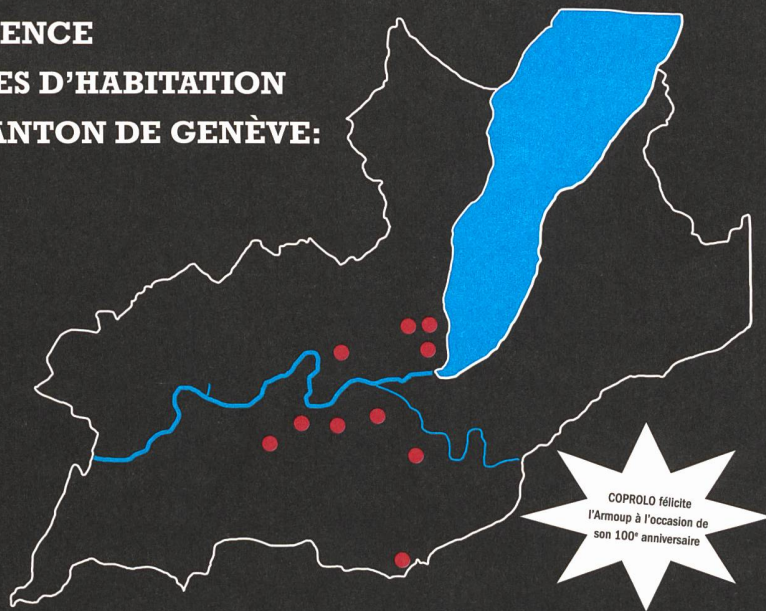 ENCE
ES D'HABITATION
ANTON DE GENÈVE:
COPROLO félicite
l'Armoup à l'occasion de
son 100e anniversaire